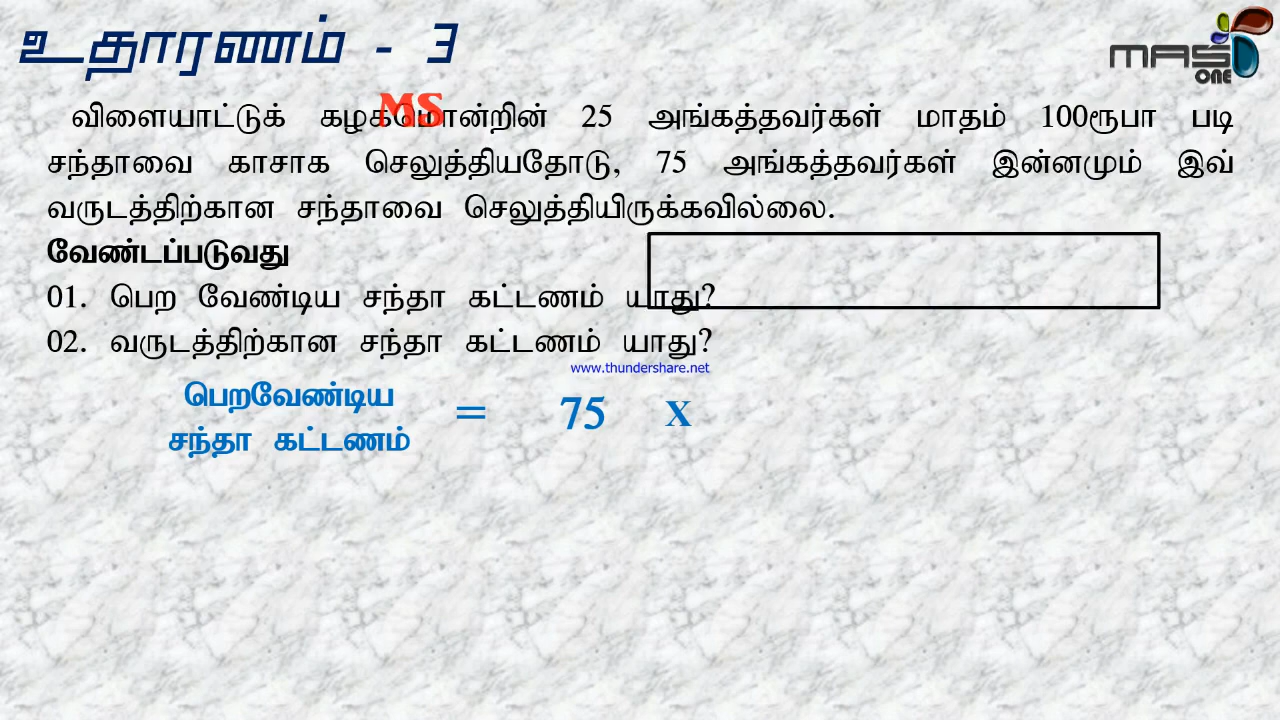 உதாரணம் - 3
MAS ONE
விளையாட்டுக் கழகமொன்றின் 25 அங்கத்தவர்கள் மாதம் 100ரூபா படி
MS
சந்தாவை காசாக செலுத்தியதோடு, 75 அங்கத்தவர்கள் இன்னமும் இவ்
வருடத்திற்கான சந்தாவை செலுத்தியிருக்கவில்லை.
வேண்டப்படுவது
01. பெற வேண்டிய சந்தா கட்டணம் யாது?
02. வருடத்திற்கான சந்தா கட்டணம் யாது?
www.thundershare.net
பெறவேண்டிய
சந்தா கட்டணம் = 75 x